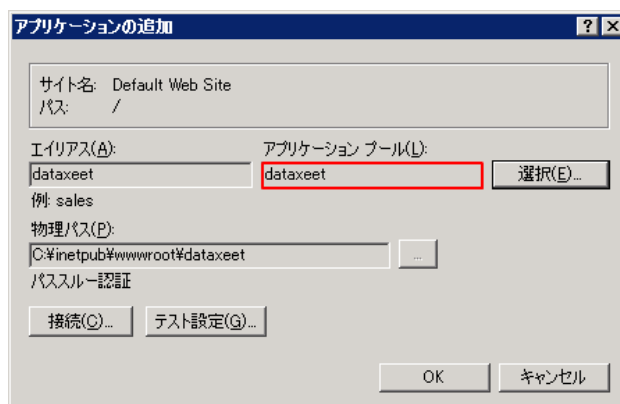 アプリケーションの追加
サイト名: Default Web Site
パス: /
エイリアス(A): アプリケーション プール(L):
dataxeet dataxeet 選択(E)...
例: sales
物理パス(P):
C:¥inetpub¥wwwroot¥dataxeet ...
パススルー認証
接続(C)... テスト設定(G)...
OK キャンセル